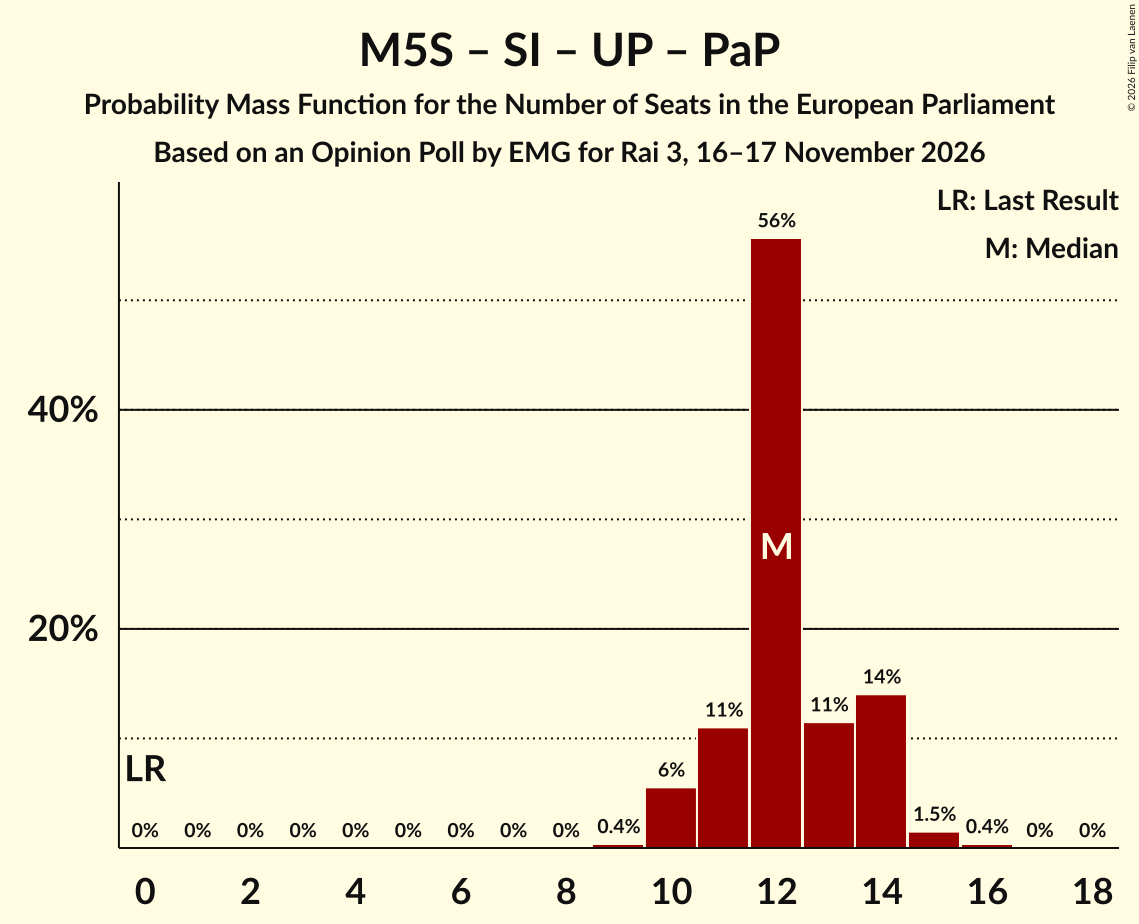 M5S – SI – UP – PaP
Probability Mass Function for the Number of Seats in the European Parliament
Based on an Opinion Poll by EMG for Rai 3, 16–17 November 2026
© 2026 Filip van Laenen
LR: Last Result
M: Median
56%
40%
M
20%
14%
11%
11%
LR
6%
0%
0%
0%
0%
0%
0%
0%
0%
0%
0.4%
1.5%
0.4%
0%
0%
0 2 4 6 8 10 12 14 16 18